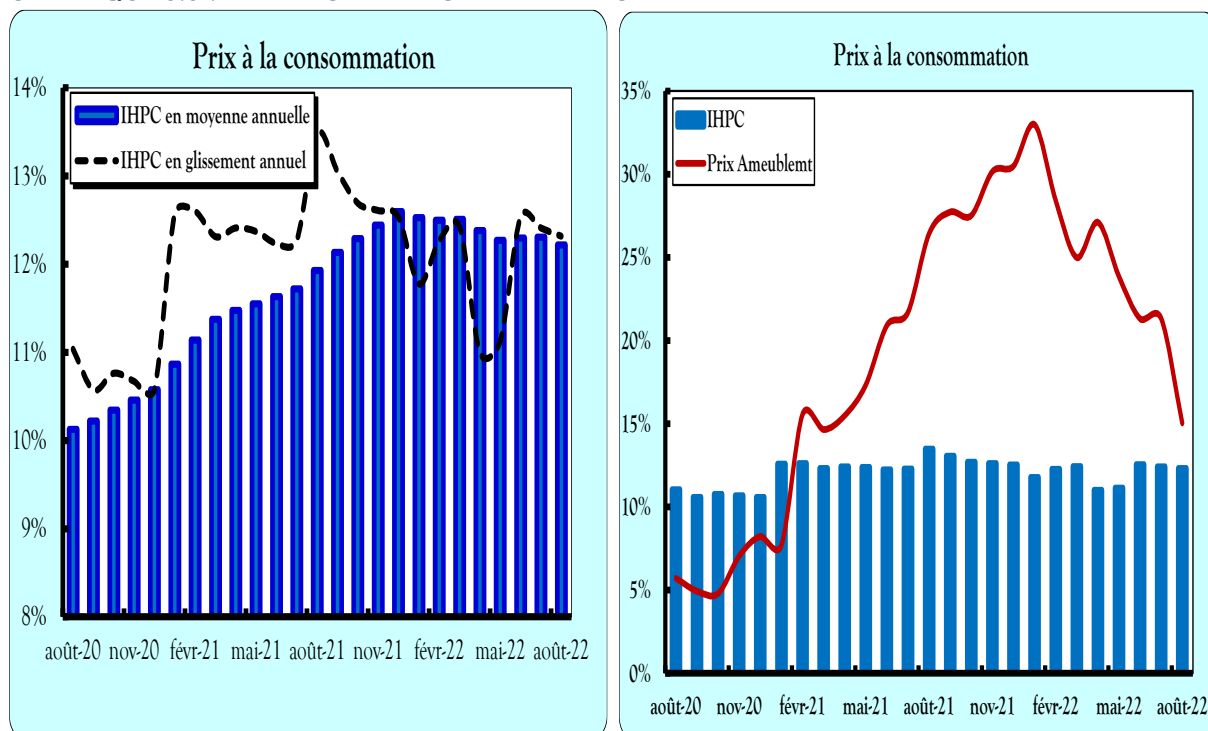 Prix à la consommation
14%
IHPC en moyenne annuelle
IHPC en glissement annuel
13%
12%
11%
10%
9%
8%
août-20 nov-20 févr-21 mai-21 août-21 nov-21 févr-22 mai-22 août-22
Prix à la consommation
35%
IHPC
Prix Ameublemt
30%
25%
20%
15%
10%
5%
0%
août-20 nov-20 févr-21 mai-21 août-21 nov-21 févr-22 mai-22 août-22